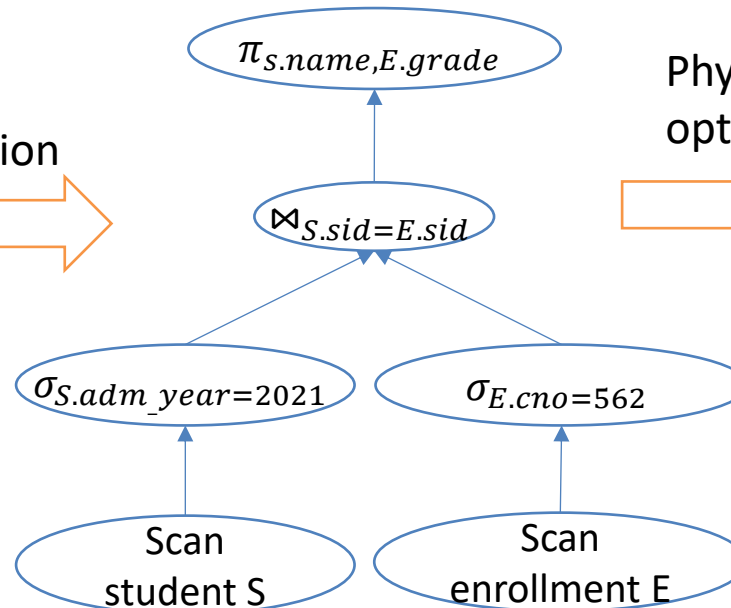 π_{s.name,E.grade}
Phy
opt
ion
⋈_{S.sid=E.sid}
σ_{S.adm_year=2021}
σ_{E.cno=562}
Scan
student S
Scan
enrollment E